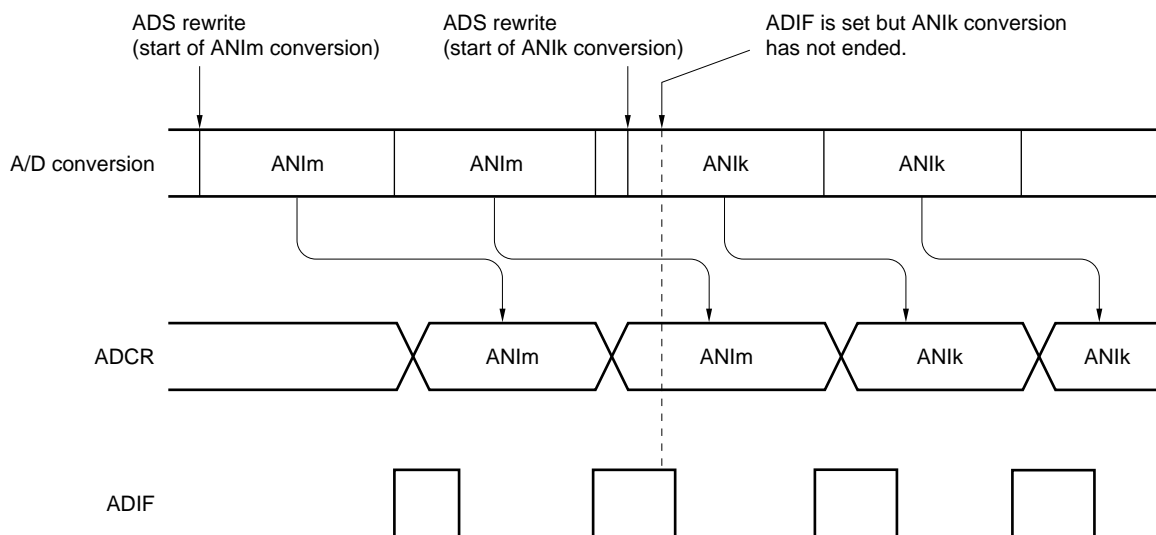 ADS rewrite
(start of ANIm conversion)
ADS rewrite
(start of ANIk conversion)
ADIF is set but ANIk conversion
has not ended.
A/D conversion
ANIm
ANIm
ANIk
ANIk
ADCR
ANIm
ANIm
ANIk
ANIk
ADIF